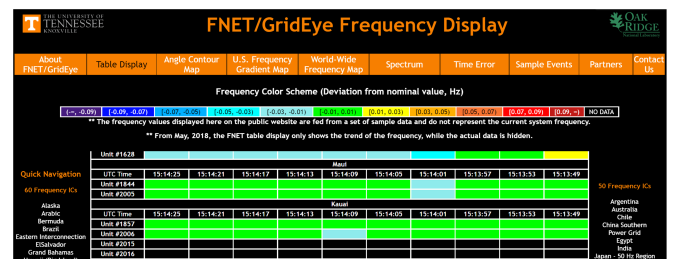 THE UNIVERSITY OF
TENNESSEE
KNOXVILLE
FNET/GridEye Frequency Display
OAK
RIDGE
National Laboratory
About FNET/GridEye
Table Display
Angle Contour Map
U.S. Frequency Gradient Map
World-Wide Frequency Map
Spectrum
Time Error
Sample Events
Partners
Contact Us
Frequency Color Scheme (Deviation from nominal value, Hz)
(-∞, -0.09) [-0.09, -0.07) [-0.07, -0.05) [-0.05, -0.03) [-0.03, -0.01) [-0.01, 0.01) [0.01, 0.03) [0.03, 0.05) [0.05, 0.07) [0.07, 0.09) [0.09, ∞) NO DATA
** The frequency values displayed here on the public website are fed from a set of sample data and do not represent the current system frequency.
** From May, 2018, the FNET table display only shows the trend of the frequency, while the actual data is hidden.
Quick Navigation
60 Frequency ICs
Alaska
Arabic
Bermuda
Brazil
Eastern Interconnection
ElSalvador
Grand Bahamas
Unit #1628
Maui
UTC Time 15:14:25 15:14:21 15:14:17 15:14:13 15:14:09 15:14:05 15:14:01 15:13:57 15:13:53 15:13:49
Unit #1844
Unit #2005
Kauai
UTC Time 15:14:25 15:14:21 15:14:17 15:14:13 15:14:09 15:14:05 15:14:01 15:13:57 15:13:53 15:13:49
Unit #1857
Unit #2006
Unit #2015
Unit #2016
50 Frequency ICs
Argentina
Australia
Chile
China Southern
Power Grid
Egypt
India
Japan - 50 Hz Region